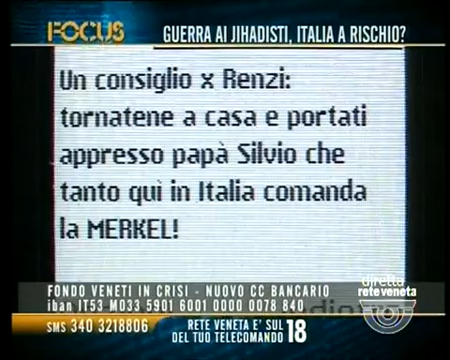 FOCUS
GUERRA AI JIHADISTI, ITALIA A RISCHIO?
Un consiglio x Renzi:
tornatene a casa e portati
appresso papà Silvio che
tanto qui in Italia comanda
la MERKEL!
FONDO VENETI IN CRISI - NUOVO CC BANCARIO
iban IT53 M033 5901 6001 0000 0078 840
diretta
reteveneta
SMS 340 3218806
RETE VENETA E' SUL
DEL TUO TELECOMANDO
18